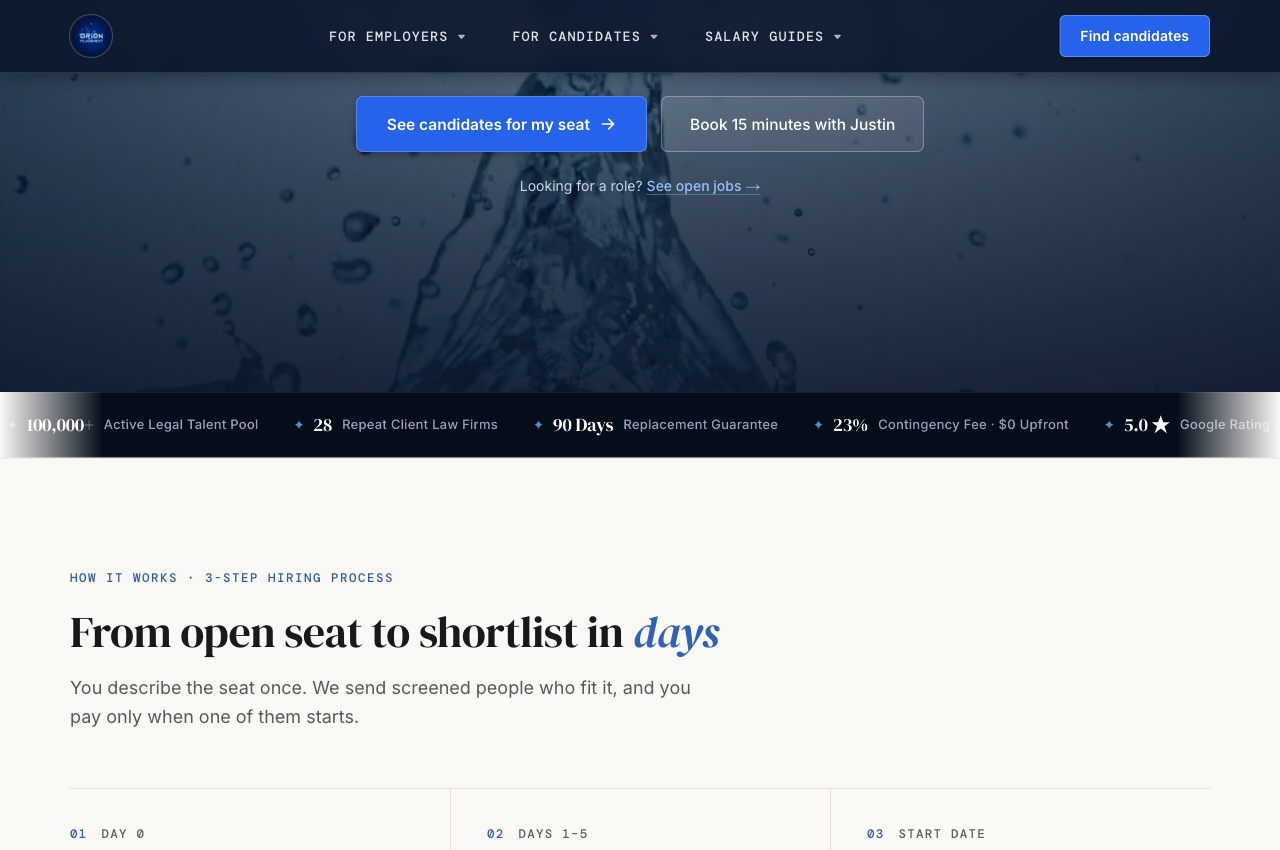 ORION
PLACEMENT
FOR EMPLOYERS
FOR CANDIDATES
SALARY GUIDES
Find candidates
See candidates for my seat →
Book 15 minutes with Justin
Looking for a role? See open jobs →
✦ 100,000+ Active Legal Talent Pool ✦ 28 Repeat Client Law Firms ✦ 90 Days Replacement Guarantee ✦ 23% Contingency Fee · $0 Upfront ✦ 5.0 ★ Google Rating
HOW IT WORKS · 3-STEP HIRING PROCESS
From open seat to shortlist in days
You describe the seat once. We send screened people who fit it, and you
pay only when one of them starts.
01 DAY 0
02 DAYS 1–5
03 START DATE